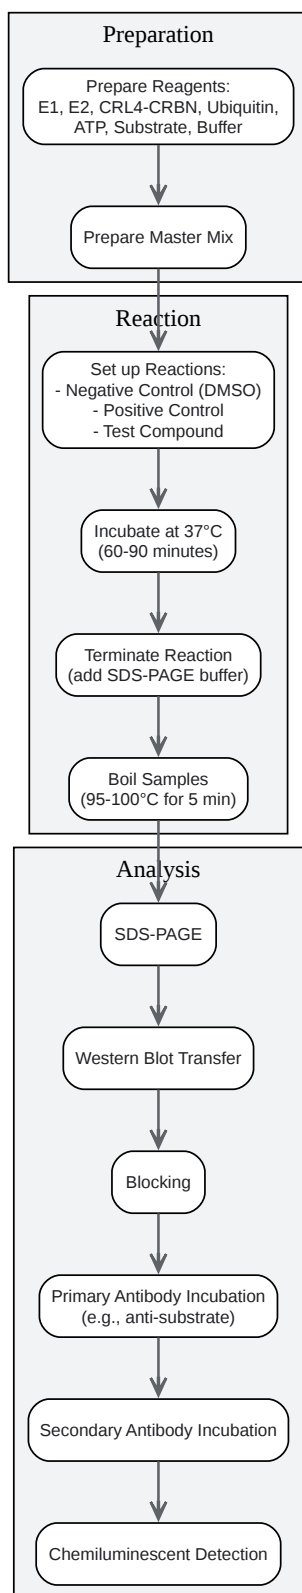 Preparation
Prepare Reagents:
E1, E2, CRL4-CRBN, Ubiquitin,
ATP, Substrate, Buffer
Prepare Master Mix
Reaction
Set up Reactions:
- Negative Control (DMSO)
- Positive Control
- Test Compound
Incubate at 37°C
(60-90 minutes)
Terminate Reaction
(add SDS-PAGE buffer)
Boil Samples
(95-100°C for 5 min)
Analysis
SDS-PAGE
Western Blot Transfer
Blocking
Primary Antibody Incubation
(e.g., anti-substrate)
Secondary Antibody Incubation
Chemiluminescent Detection